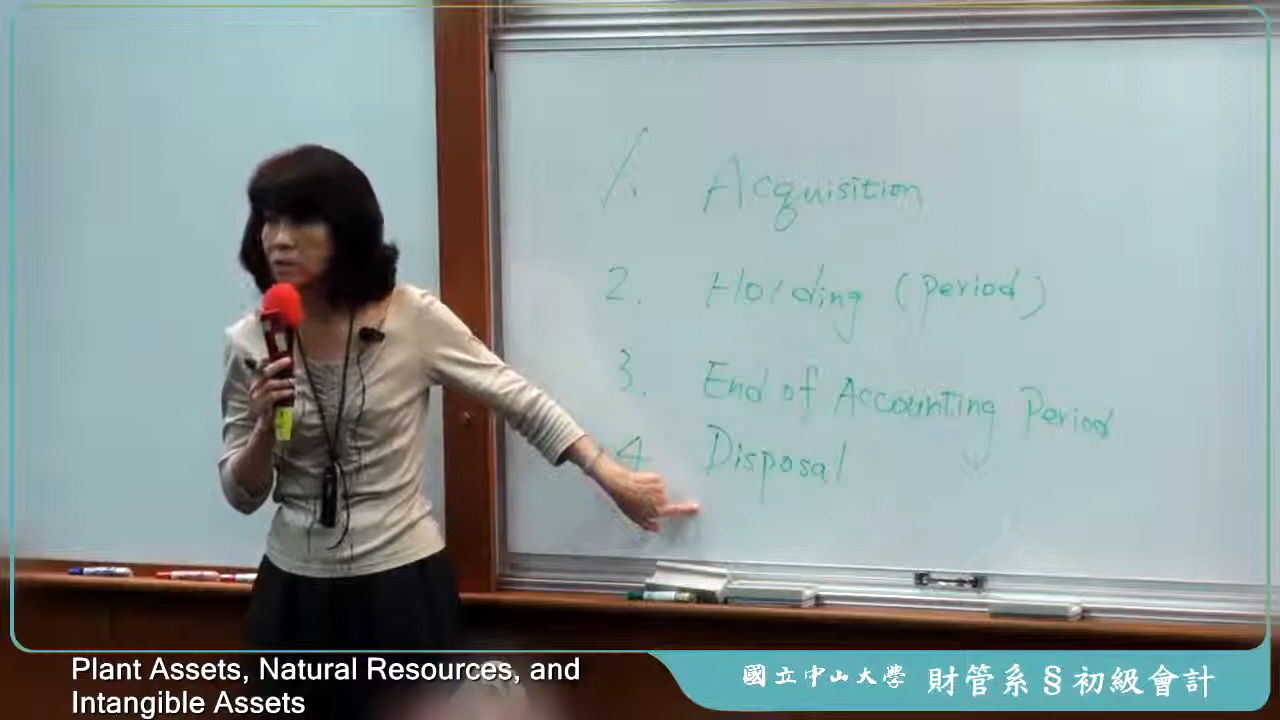 1. Acquisition
2. Holding (period)
3. End of Accounting Period
4 Disposal
Plant Assets, Natural Resources, and
Intangible Assets
國立中山大學 財管系§初級會計